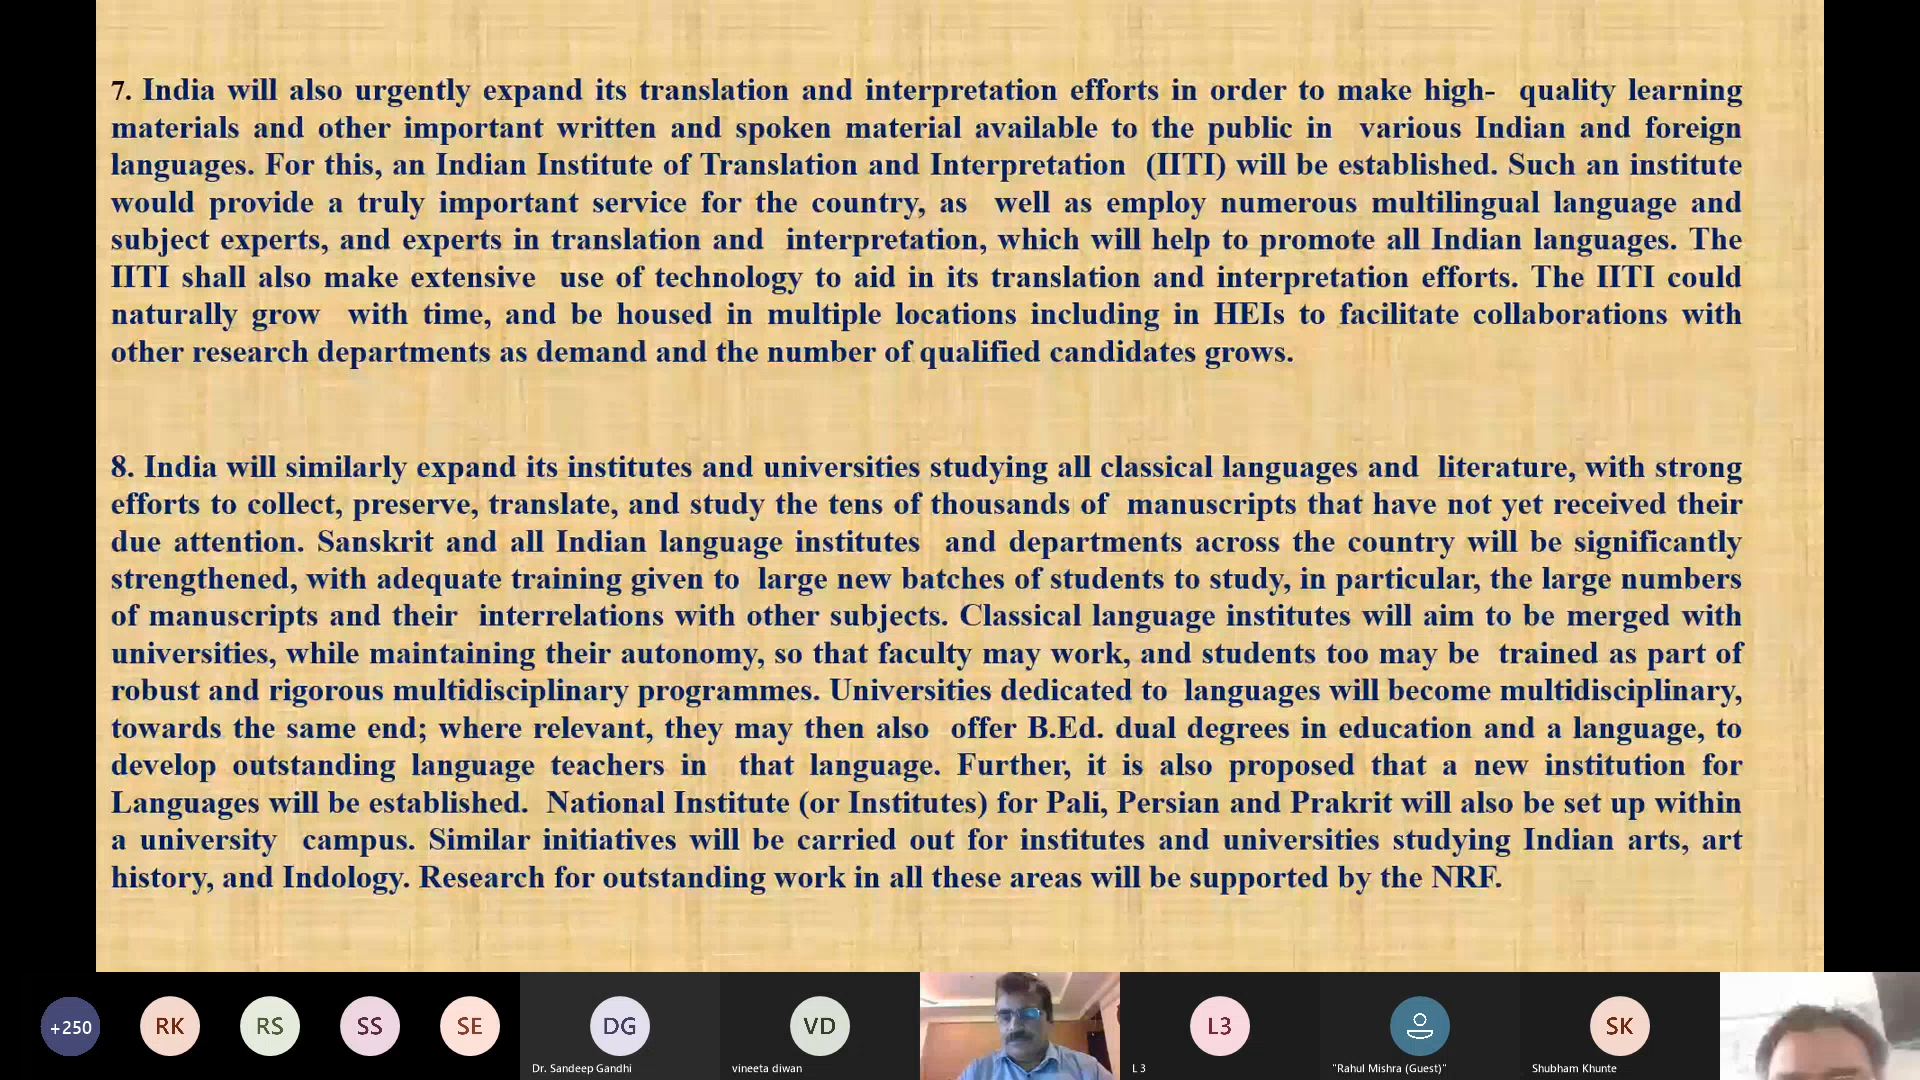 7. India will also urgently expand its translation and interpretation efforts in order to make high- quality learning
materials and other important written and spoken material available to the public in various Indian and foreign
languages. For this, an Indian Institute of Translation and Interpretation (IITI) will be established. Such an institute
would provide a truly important service for the country, as well as employ numerous multilingual language and
subject experts, and experts in translation and interpretation, which will help to promote all Indian languages. The
IITI shall also make extensive use of technology to aid in its translation and interpretation efforts. The IITI could
naturally grow with time, and be housed in multiple locations including in HEIs to facilitate collaborations with
other research departments as demand and the number of qualified candidates grows.
8. India will similarly expand its institutes and universities studying all classical languages and literature, with strong
efforts to collect, preserve, translate, and study the tens of thousands of manuscripts that have not yet received their
due attention. Sanskrit and all Indian language institutes and departments across the country will be significantly
strengthened, with adequate training given to large new batches of students to study, in particular, the large numbers
of manuscripts and their interrelations with other subjects. Classical language institutes will aim to be merged with
universities, while maintaining their autonomy, so that faculty may work, and students too may be trained as part of
robust and rigorous multidisciplinary programmes. Universities dedicated to languages will become multidisciplinary,
towards the same end; where relevant, they may then also offer B.Ed. dual degrees in education and a language, to
develop outstanding language teachers in that language. Further, it is also proposed that a new institution for
Languages will be established. National Institute (or Institutes) for Pali, Persian and Prakrit will also be set up within
a university campus. Similar initiatives will be carried out for institutes and universities studying Indian arts, art
history, and Indology. Research for outstanding work in all these areas will be supported by the NRF.
+250 RK RS SS SE DG VD L3 SK
Dr. Sandeep Gandhi vineeta diwan L 3 "Rahul Mishra (Guest)" Shubham Khunte